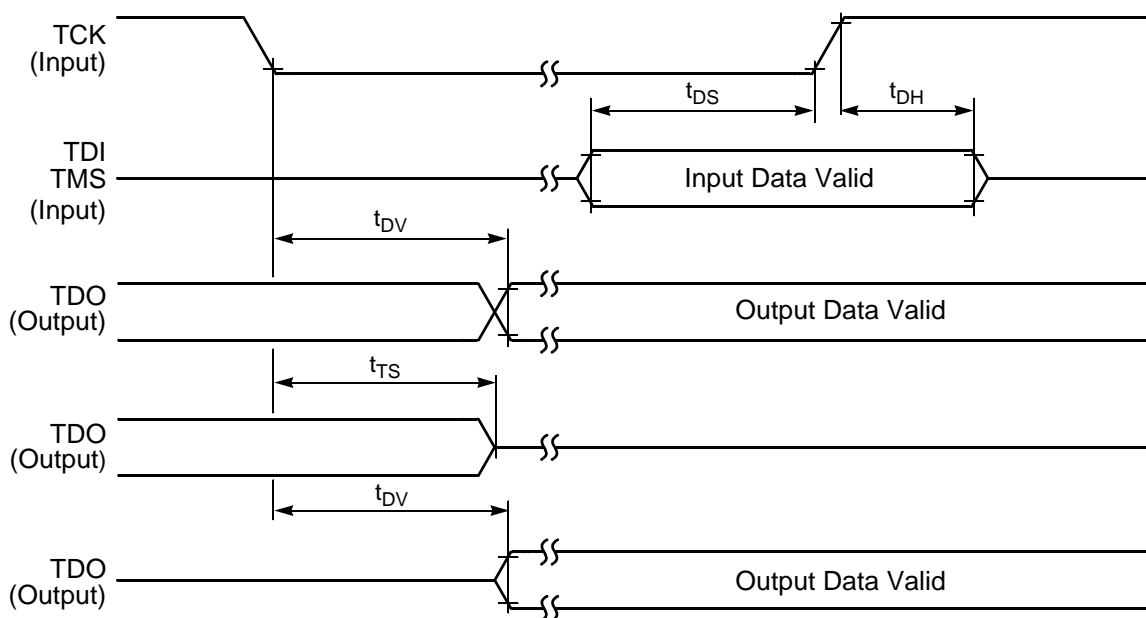 TCK
(Input)
tDS
tDH
TDI
TMS
(Input)
Input Data Valid
tDV
TDO
(Output)
Output Data Valid
tTS
TDO
(Output)
tDV
TDO
(Output)
Output Data Valid